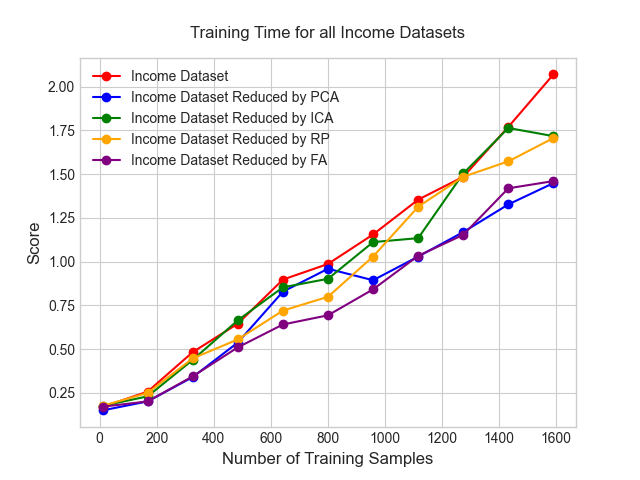 Training Time for all Income Datasets
Income Dataset
Income Dataset Reduced by PCA
Income Dataset Reduced by ICA
Income Dataset Reduced by RP
Income Dataset Reduced by FA
Score
2.00
1.75
1.50
1.25
1.00
0.75
0.50
0.25
0 200 400 600 800 1000 1200 1400 1600
Number of Training Samples